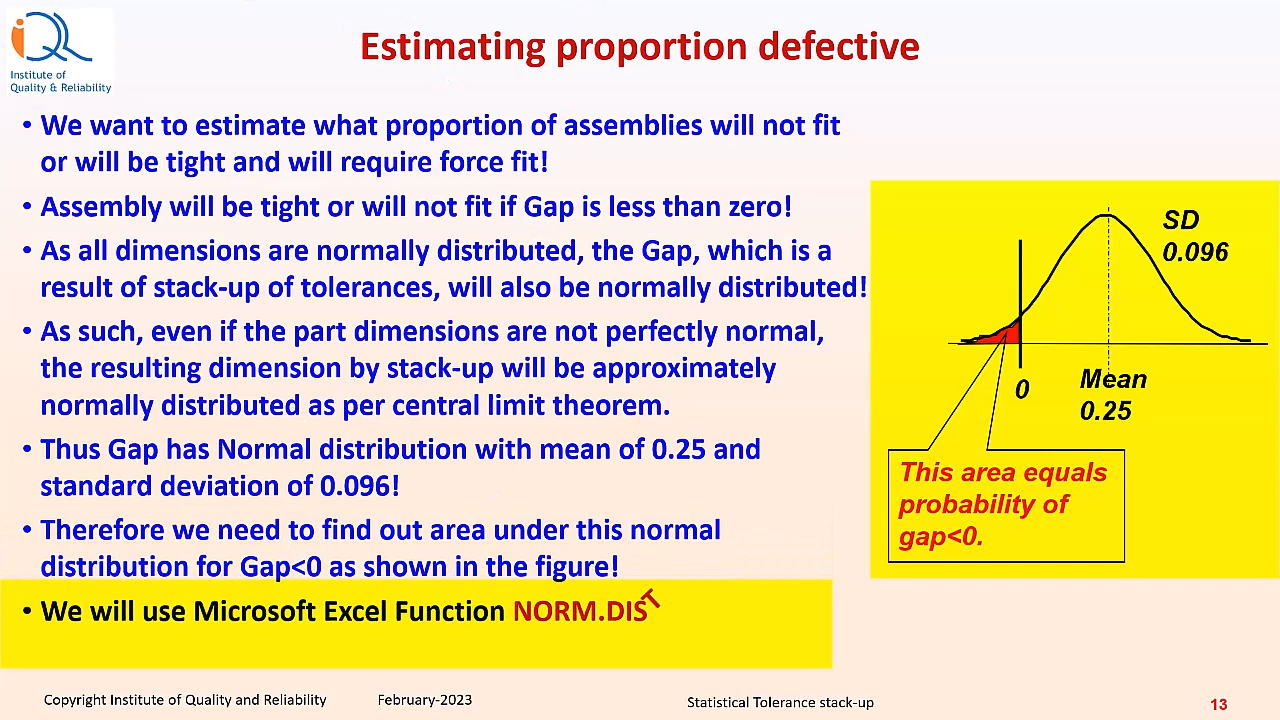 Institute of
Quality & Reliability
Estimating proportion defective
• We want to estimate what proportion of assemblies will not fit
or will be tight and will require force fit!
• Assembly will be tight or will not fit if Gap is less than zero!
• As all dimensions are normally distributed, the Gap, which is a
result of stack-up of tolerances, will also be normally distributed!
• As such, even if the part dimensions are not perfectly normal,
the resulting dimension by stack-up will be approximately
normally distributed as per central limit theorem.
• Thus Gap has Normal distribution with mean of 0.25 and
standard deviation of 0.096!
• Therefore we need to find out area under this normal
distribution for Gap<0 as shown in the figure!
• We will use Microsoft Excel Function NORM.DIST
SD
0.096
0
Mean
0.25
This area equals
probability of
gap<0.
Copyright Institute of Quality and Reliability
February-2023
Statistical Tolerance stack-up
13